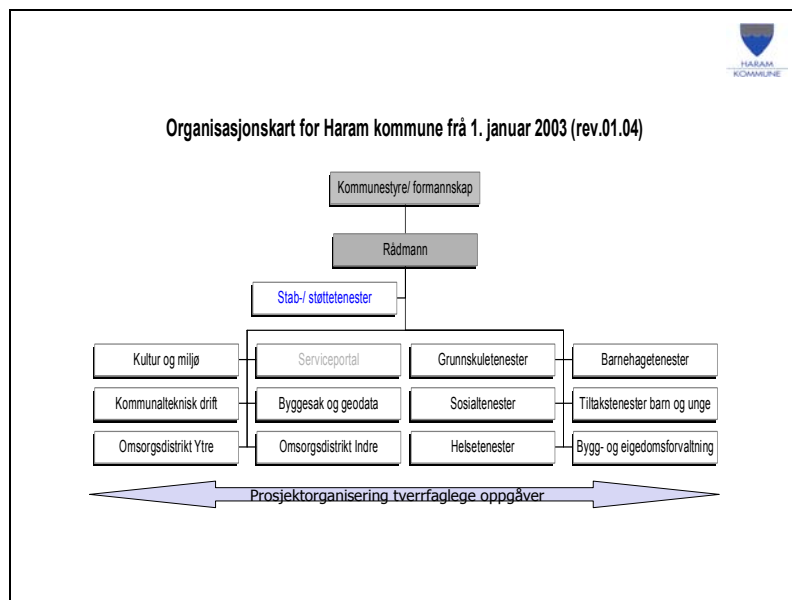 HARAM
KOMMUNE
Organisasjonskart for Haram kommune frå 1. januar 2003 (rev.01.04)
Kommunestyre/ formannskap
Rådmann
Stab-/ støttetenester
Kultur og miljø
Serviceportal
Grunnskuletenester
Barnehagetenester
Kommunalteknisk drift
Byggesak og geodata
Sosialtenester
Tiltakstenester barn og unge
Omsorgsdistrikt Ytre
Omsorgsdistrikt Indre
Helsetenester
Bygg- og eigedomsforvaltning
Prosjektorganisering tverrfaglege oppgåver